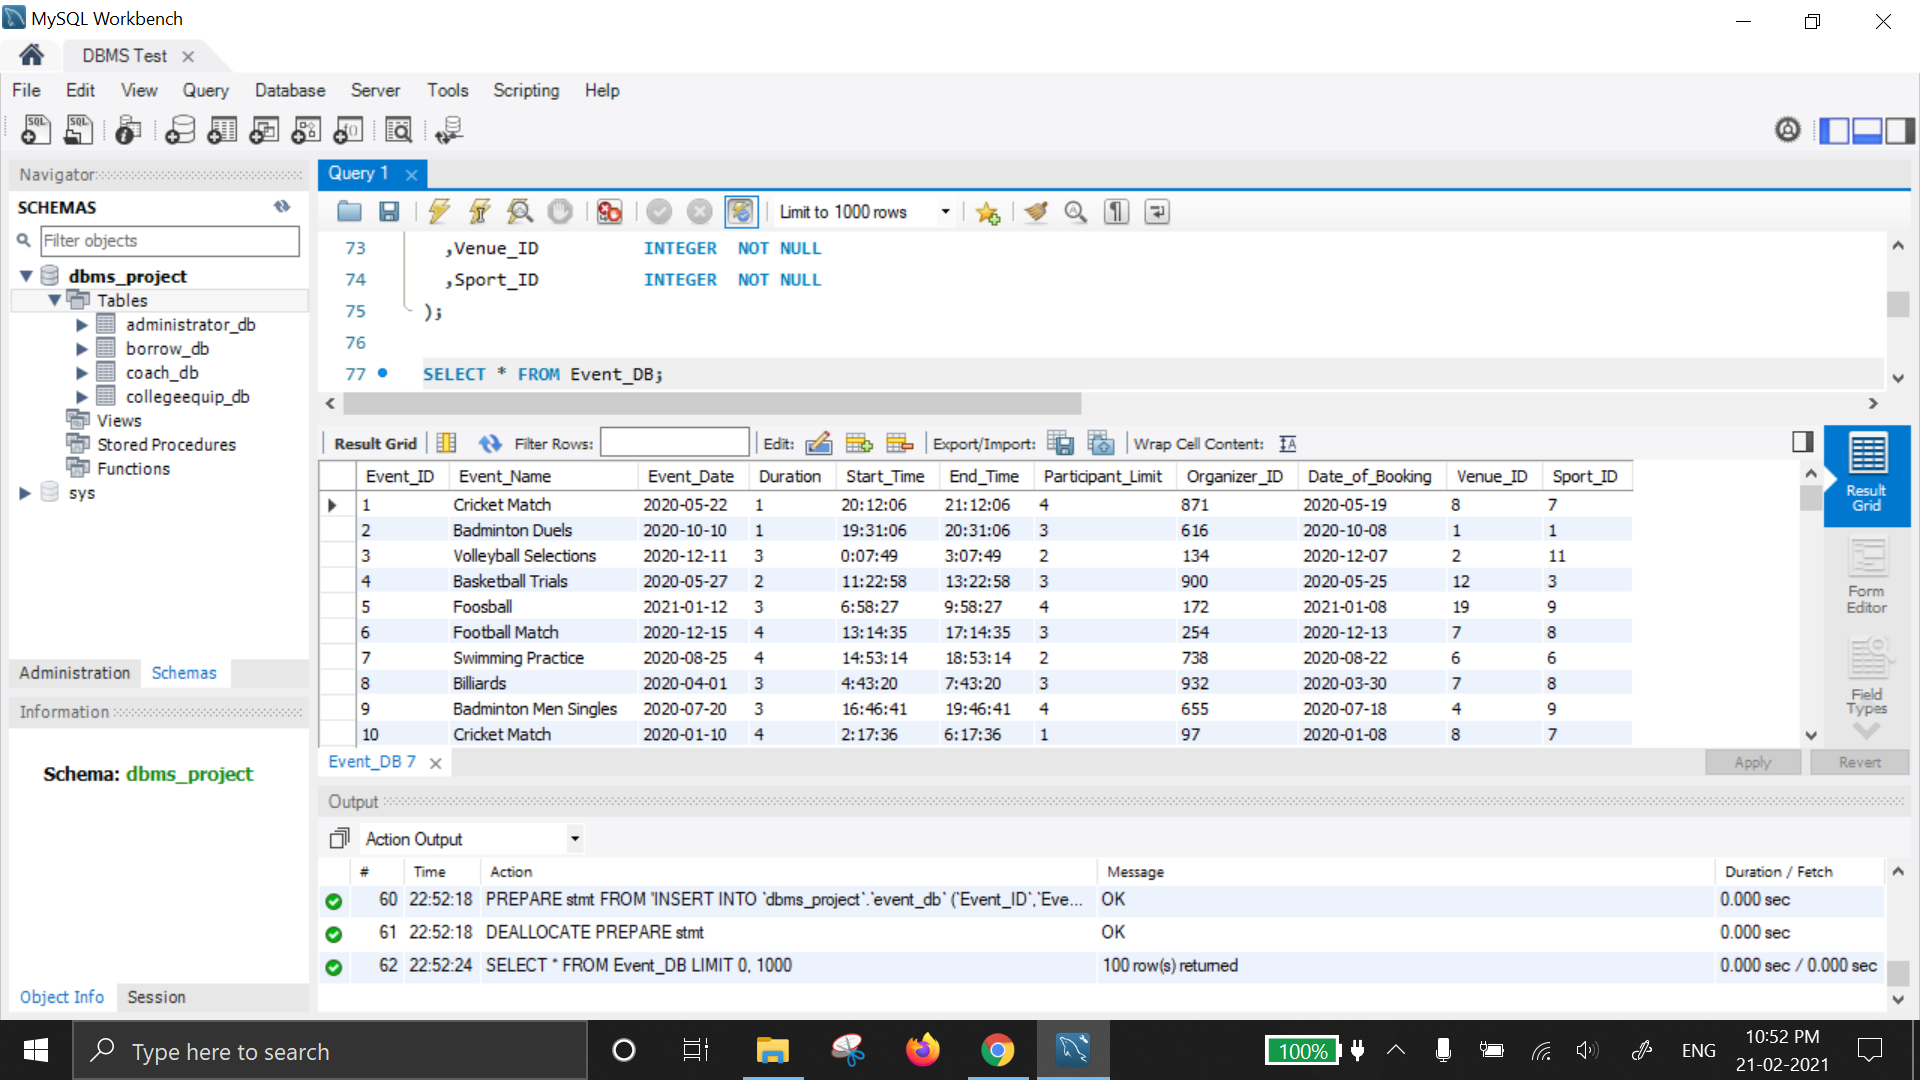 MySQL Workbench
DBMS Test
File Edit View Query Database Server Tools Scripting Help
Navigator
SCHEMAS
Filter objects
dbms_project
Tables
administrator_db
borrow_db
coach_db
collegeequip_db
Views
Stored Procedures
Functions
sys
Administration Schemas
Information
Schema: dbms_project
Object Info Session
Query 1
Limit to 1000 rows
73 ,Venue_ID INTEGER NOT NULL
74 ,Sport_ID INTEGER NOT NULL
75 );
76
77 SELECT * FROM Event_DB;
Result Grid Filter Rows: Edit: Export/Import: Wrap Cell Content:
Event_ID Event_Name Event_Date Duration Start_Time End_Time Participant_Limit Organizer_ID Date_of_Booking Venue_ID Sport_ID
1 Cricket Match 2020-05-22 1 20:12:06 21:12:06 4 871 2020-05-19 8 7
2 Badminton Duels 2020-10-10 1 19:31:06 20:31:06 3 616 2020-10-08 1 1
3 Volleyball Selections 2020-12-11 3 0:07:49 3:07:49 2 134 2020-12-07 2 11
4 Basketball Trials 2020-05-27 2 11:22:58 13:22:58 3 900 2020-05-25 12 3
5 Foosball 2021-01-12 3 6:58:27 9:58:27 4 172 2021-01-08 19 9
6 Football Match 2020-12-15 4 13:14:35 17:14:35 3 254 2020-12-13 7 8
7 Swimming Practice 2020-08-25 4 14:53:14 18:53:14 2 738 2020-08-22 6 6
8 Billiards 2020-04-01 3 4:43:20 7:43:20 3 932 2020-03-30 7 8
9 Badminton Men Singles 2020-07-20 3 16:46:41 19:46:41 4 655 2020-07-18 4 9
10 Cricket Match 2020-01-10 4 2:17:36 6:17:36 1 97 2020-01-08 8 7
Result
Grid
Form
Editor
Field
Types
Event_DB 7
Apply Revert
Output
Action Output
# Time Action Message Duration / Fetch
60 22:52:18 PREPARE stmt FROM 'INSERT INTO `dbms_project`.`event_db` (`Event_ID`,`Eve... OK 0.000 sec
61 22:52:18 DEALLOCATE PREPARE stmt OK 0.000 sec
62 22:52:24 SELECT * FROM Event_DB LIMIT 0, 1000 100 row(s) returned 0.000 sec / 0.000 sec
Type here to search
100%
ENG
10:52 PM
21-02-2021